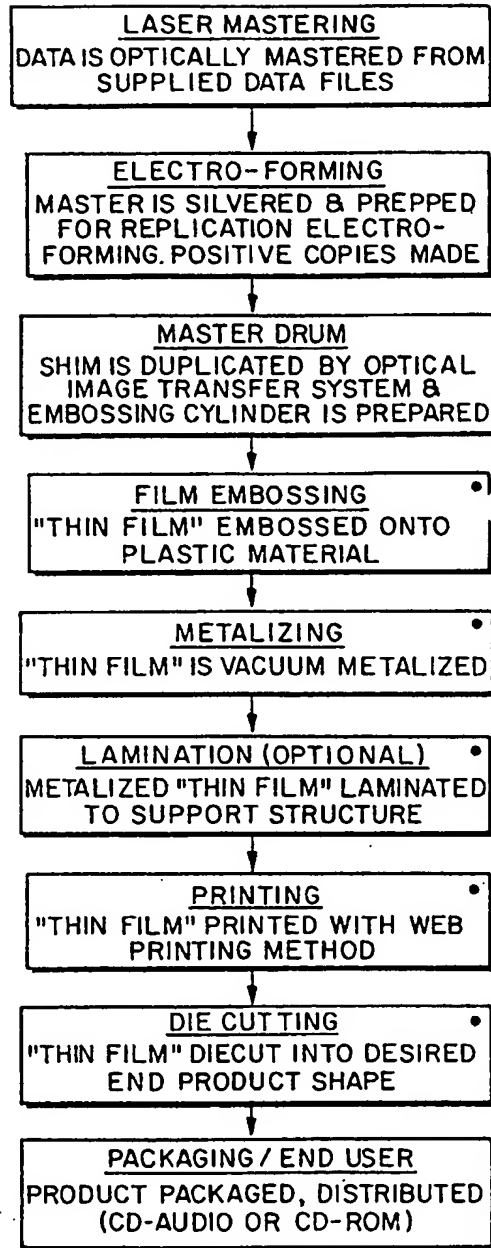 LASER MASTERING
DATA IS OPTICALLY MASTERED FROM
SUPPLIED DATA FILES
ELECTRO-FORMING
MASTER IS SILVERED & PREPPED
FOR REPLICATION ELECTRO-
FORMING. POSITIVE COPIES MADE
MASTER DRUM
SHIM IS DUPLICATED BY OPTICAL
IMAGE TRANSFER SYSTEM &
EMBOSSING CYLINDER IS PREPARED
FILM EMBOSSING
"THIN FILM" EMBOSSED ONTO
PLASTIC MATERIAL
METALIZING
"THIN FILM" IS VACUUM METALIZED
LAMINATION (OPTIONAL)
METALIZED "THIN FILM" LAMINATED
TO SUPPORT STRUCTURE
PRINTING
"THIN FILM" PRINTED WITH WEB
PRINTING METHOD
DIE CUTTING
"THIN FILM" DIECUT INTO DESIRED
END PRODUCT SHAPE
PACKAGING / END USER
PRODUCT PACKAGED, DISTRIBUTED
(CD-AUDIO OR CD-ROM)